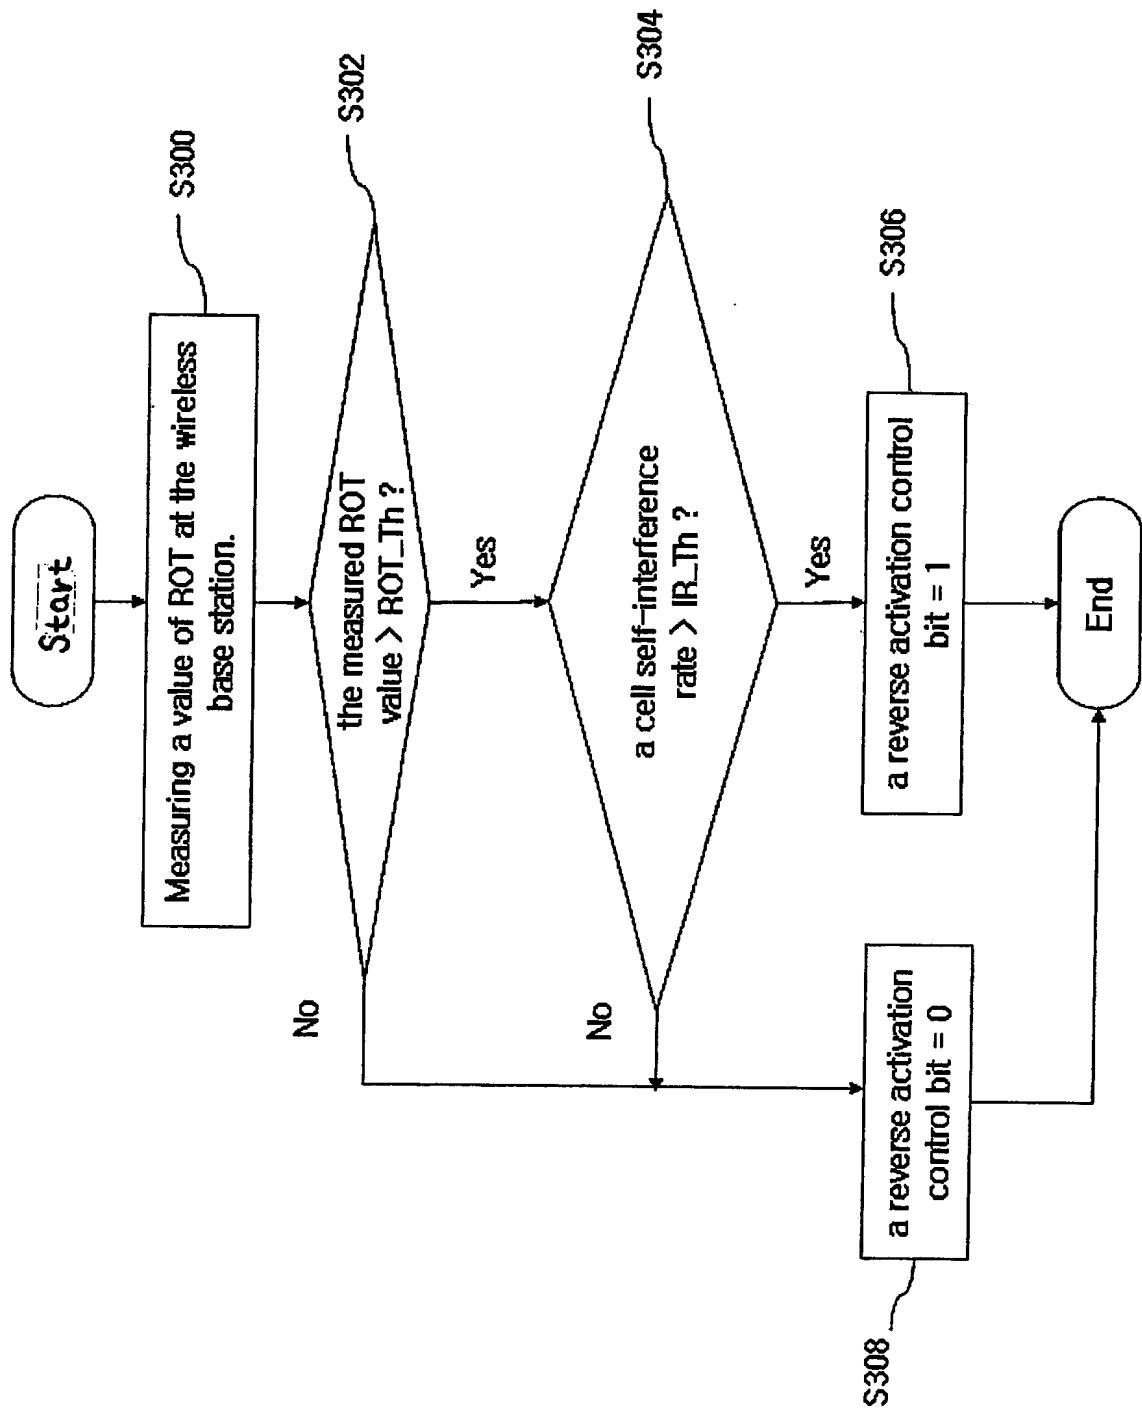 Start
S300
Measuring a value of ROT at the wireless
base station.
S302
the measured ROT
value > ROT_Th ?
No
Yes
S304
a cell self-interference
rate > IR_Th ?
No
Yes
S306
a reverse activation control
bit = 1
S308
a reverse activation
control bit = 0
End